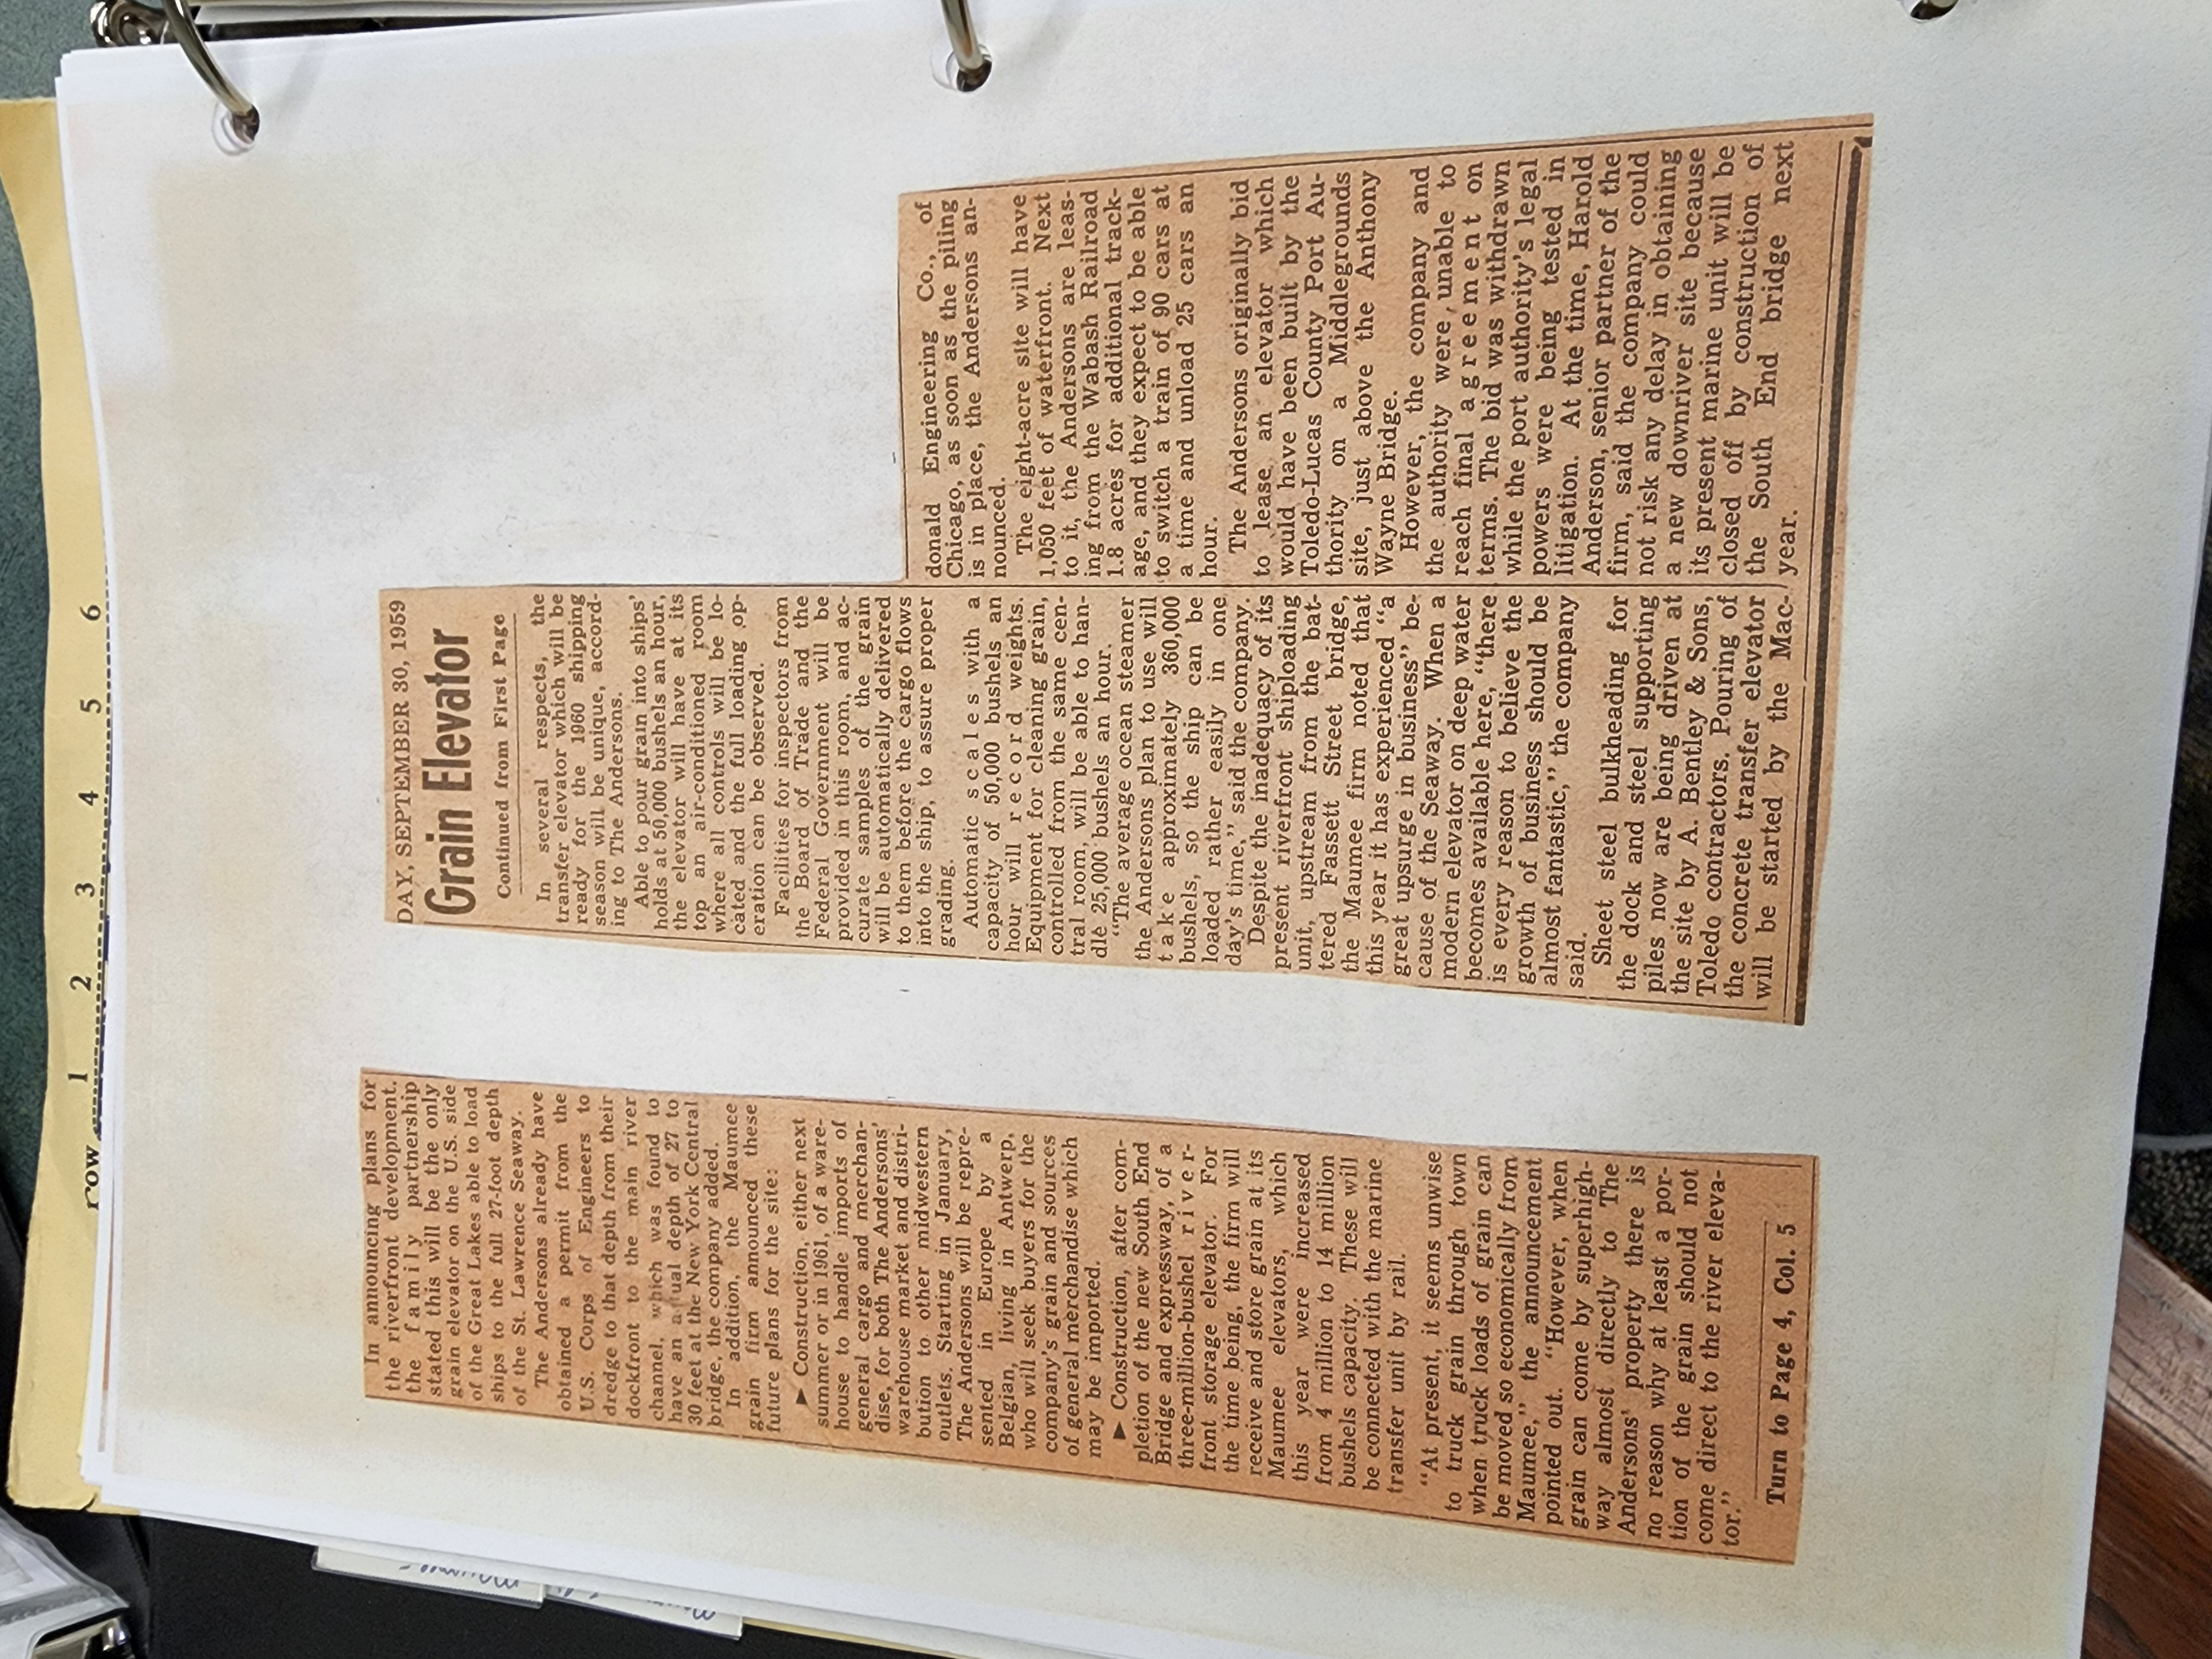 In announcing plans for
the riverfront development,
the family partnership
stated this will be the only
grain elevator on the U.S. side
of the Great Lakes able to load
ships to the full 27-foot depth
of the St. Lawrence Seaway.
The Andersons already have
obtained a permit from the
U.S. Corps of Engineers to
dredge to that depth from their
dockfront to the main river
channel, which was found to
have an actual depth of 27 to
30 feet at the New York Central
bridge, the company added.
In addition, the Maumee
grain firm announced these
future plans for the site:
► Construction, either next
summer or in 1961, of a ware-
house to handle imports of
general cargo and merchan-
dise, for both The Andersons'
warehouse market and distri-
bution to other midwestern
outlets. Starting in January,
The Andersons will be repre-
sented in Europe by a
Belgian, living in Antwerp,
who will seek buyers for the
company's grain and sources
of general merchandise which
may be imported.
► Construction, after com-
pletion of the new South End
Bridge and expressway, of a
three-million-bushel river-
front storage elevator. For
the time being, the firm will
receive and store grain at its
Maumee elevators, which
this year were increased
from 4 million to 14 million
bushels capacity. These will
be connected with the marine
transfer unit by rail.
"At present, it seems unwise
to truck grain through town
when truck loads of grain can
be moved so economically from
Maumee," the announcement
pointed out. "However, when
grain can come by superhigh-
way almost directly to The
Andersons' property there is
no reason why at least a por-
tion of the grain should not
come direct to the river eleva-
tor."
Turn to Page 4, Col. 5
DAY, SEPTEMBER 30, 1959
Grain Elevator
Continued from First Page
In several respects, the
transfer elevator which will be
ready for the 1960 shipping
season will be unique, accord-
ing to The Andersons.
Able to pour grain into ships'
holds at 50,000 bushels an hour,
the elevator will have at its
top an air-conditioned room
where all controls will be lo-
cated and the full loading op-
eration can be observed.
Facilities for inspectors from
the Board of Trade and the
Federal Government will be
provided in this room, and ac-
curate samples of the grain
will be automatically delivered
to them before the cargo flows
into the ship, to assure proper
grading.
Automatic scales with a
capacity of 50,000 bushels an
hour will record weights.
Equipment for cleaning grain,
controlled from the same cen-
tral room, will be able to han-
dle 25,000 bushels an hour.
"The average ocean steamer
the Andersons plan to use will
take approximately 360,000
bushels, so the ship can be
loaded rather easily in one
day's time," said the company.
Despite the inadequacy of its
present riverfront shiploading
unit, upstream from the bat-
tered Fassett Street bridge,
the Maumee firm noted that
this year it has experienced "a
great upsurge in business" be-
cause of the Seaway. When a
modern elevator on deep water
becomes available here, "there
is every reason to believe the
growth of business should be
almost fantastic," the company
said.
Sheet steel bulkheading for
the dock and steel supporting
piles now are being driven at
the site by A. Bentley & Sons,
Toledo contractors. Pouring of
the concrete transfer elevator
will be started by the Mac-
donald Engineering Co., of
Chicago, as soon as the piling
is in place, the Andersons an-
nounced.
The eight-acre site will have
1,050 feet of waterfront. Next
to it, the Andersons are leas-
ing from the Wabash Railroad
1.8 acres for additional track-
age, and they expect to be able
to switch a train of 90 cars at
a time and unload 25 cars an
hour.
The Andersons originally bid
to lease an elevator which
would have been built by the
Toledo-Lucas County Port Au-
thority on a Middlegrounds
site, just above the Anthony
Wayne Bridge.
However, the company and
the authority were unable to
reach final agreement on
terms. The bid was withdrawn
while the port authority's legal
powers were being tested in
litigation. At the time, Harold
Anderson, senior partner of the
firm, said the company could
not risk any delay in obtaining
a new downriver site because
its present marine unit will be
closed off by construction of
the South End bridge next
year.
row 1 2 3 4 5 6